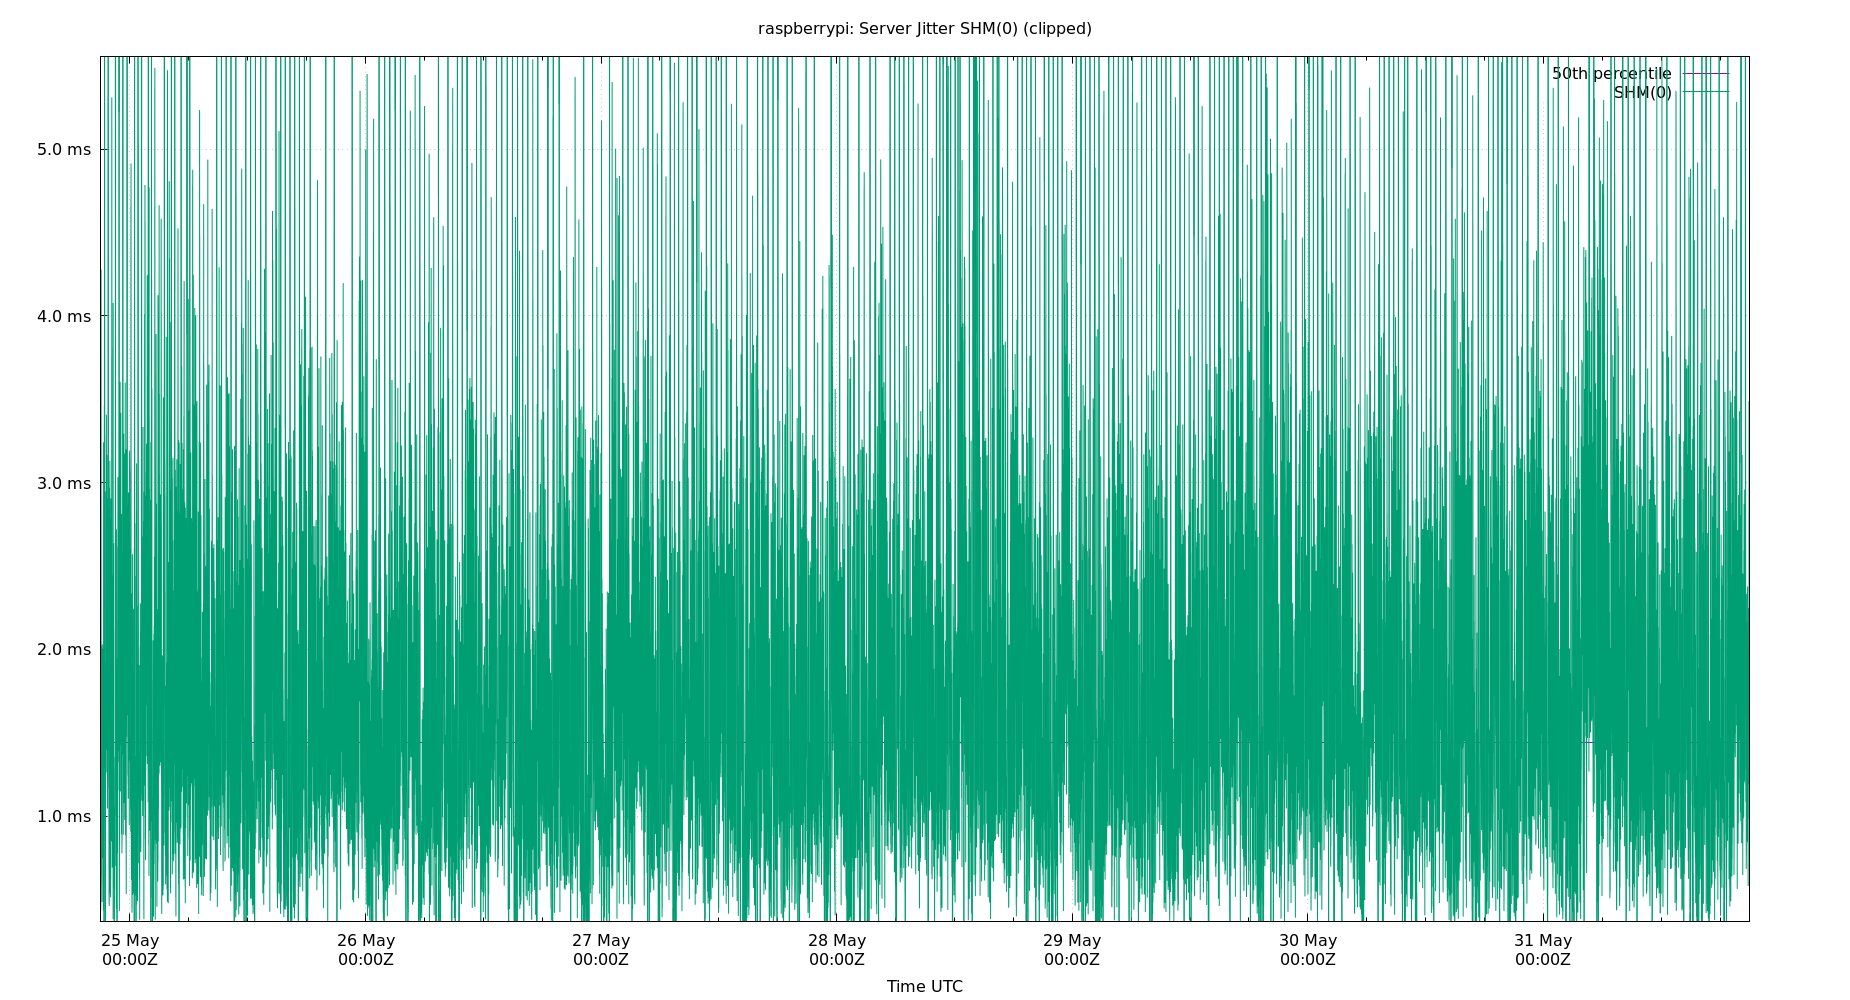 raspberrypi: Server Jitter SHM(0) (clipped)
50th percentile
SHM(0)
5.0 ms
4.0 ms
3.0 ms
2.0 ms
1.0 ms
25 May 26 May 27 May 28 May 29 May 30 May 31 May
00:00Z 00:00Z 00:00Z 00:00Z 00:00Z 00:00Z 00:00Z
Time UTC